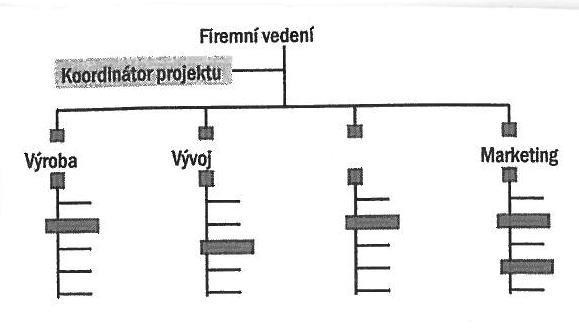 Firemní vedení
Koordinátor projektu
Výroba
Vývoj
Marketing